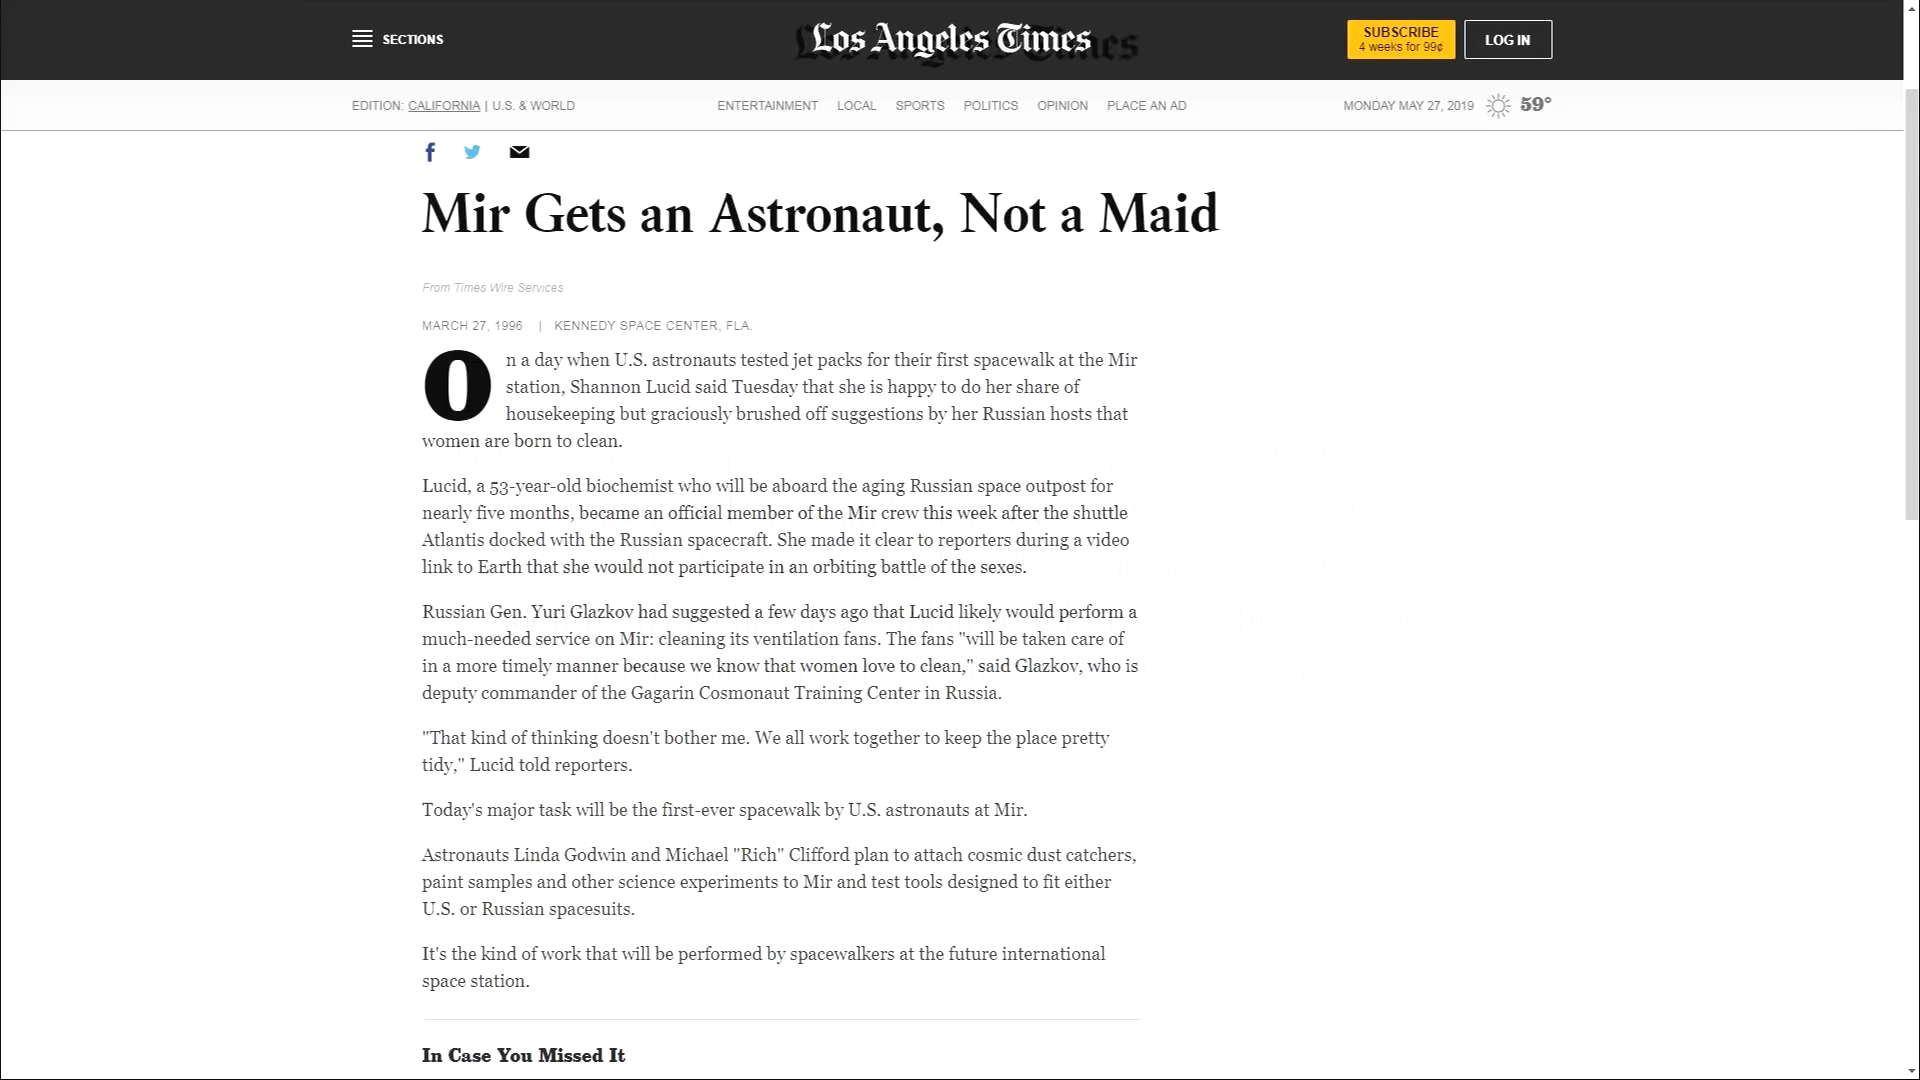 SECTIONS
Los Angeles Times
SUBSCRIBE
4 weeks for 99¢
LOG IN
EDITION: CALIFORNIA | U.S. & WORLD
ENTERTAINMENT LOCAL SPORTS POLITICS OPINION PLACE AN AD
MONDAY MAY 27, 2019 59°
Mir Gets an Astronaut, Not a Maid
From Times Wire Services
MARCH 27, 1996 | KENNEDY SPACE CENTER, FLA.
On a day when U.S. astronauts tested jet packs for their first spacewalk at the Mir
station, Shannon Lucid said Tuesday that she is happy to do her share of
housekeeping but graciously brushed off suggestions by her Russian hosts that
women are born to clean.
Lucid, a 53-year-old biochemist who will be aboard the aging Russian space outpost for
nearly five months, became an official member of the Mir crew this week after the shuttle
Atlantis docked with the Russian spacecraft. She made it clear to reporters during a video
link to Earth that she would not participate in an orbiting battle of the sexes.
Russian Gen. Yuri Glazkov had suggested a few days ago that Lucid likely would perform a
much-needed service on Mir: cleaning its ventilation fans. The fans "will be taken care of
in a more timely manner because we know that women love to clean," said Glazkov, who is
deputy commander of the Gagarin Cosmonaut Training Center in Russia.
"That kind of thinking doesn't bother me. We all work together to keep the place pretty
tidy," Lucid told reporters.
Today's major task will be the first-ever spacewalk by U.S. astronauts at Mir.
Astronauts Linda Godwin and Michael "Rich" Clifford plan to attach cosmic dust catchers,
paint samples and other science experiments to Mir and test tools designed to fit either
U.S. or Russian spacesuits.
It's the kind of work that will be performed by spacewalkers at the future international
space station.
In Case You Missed It